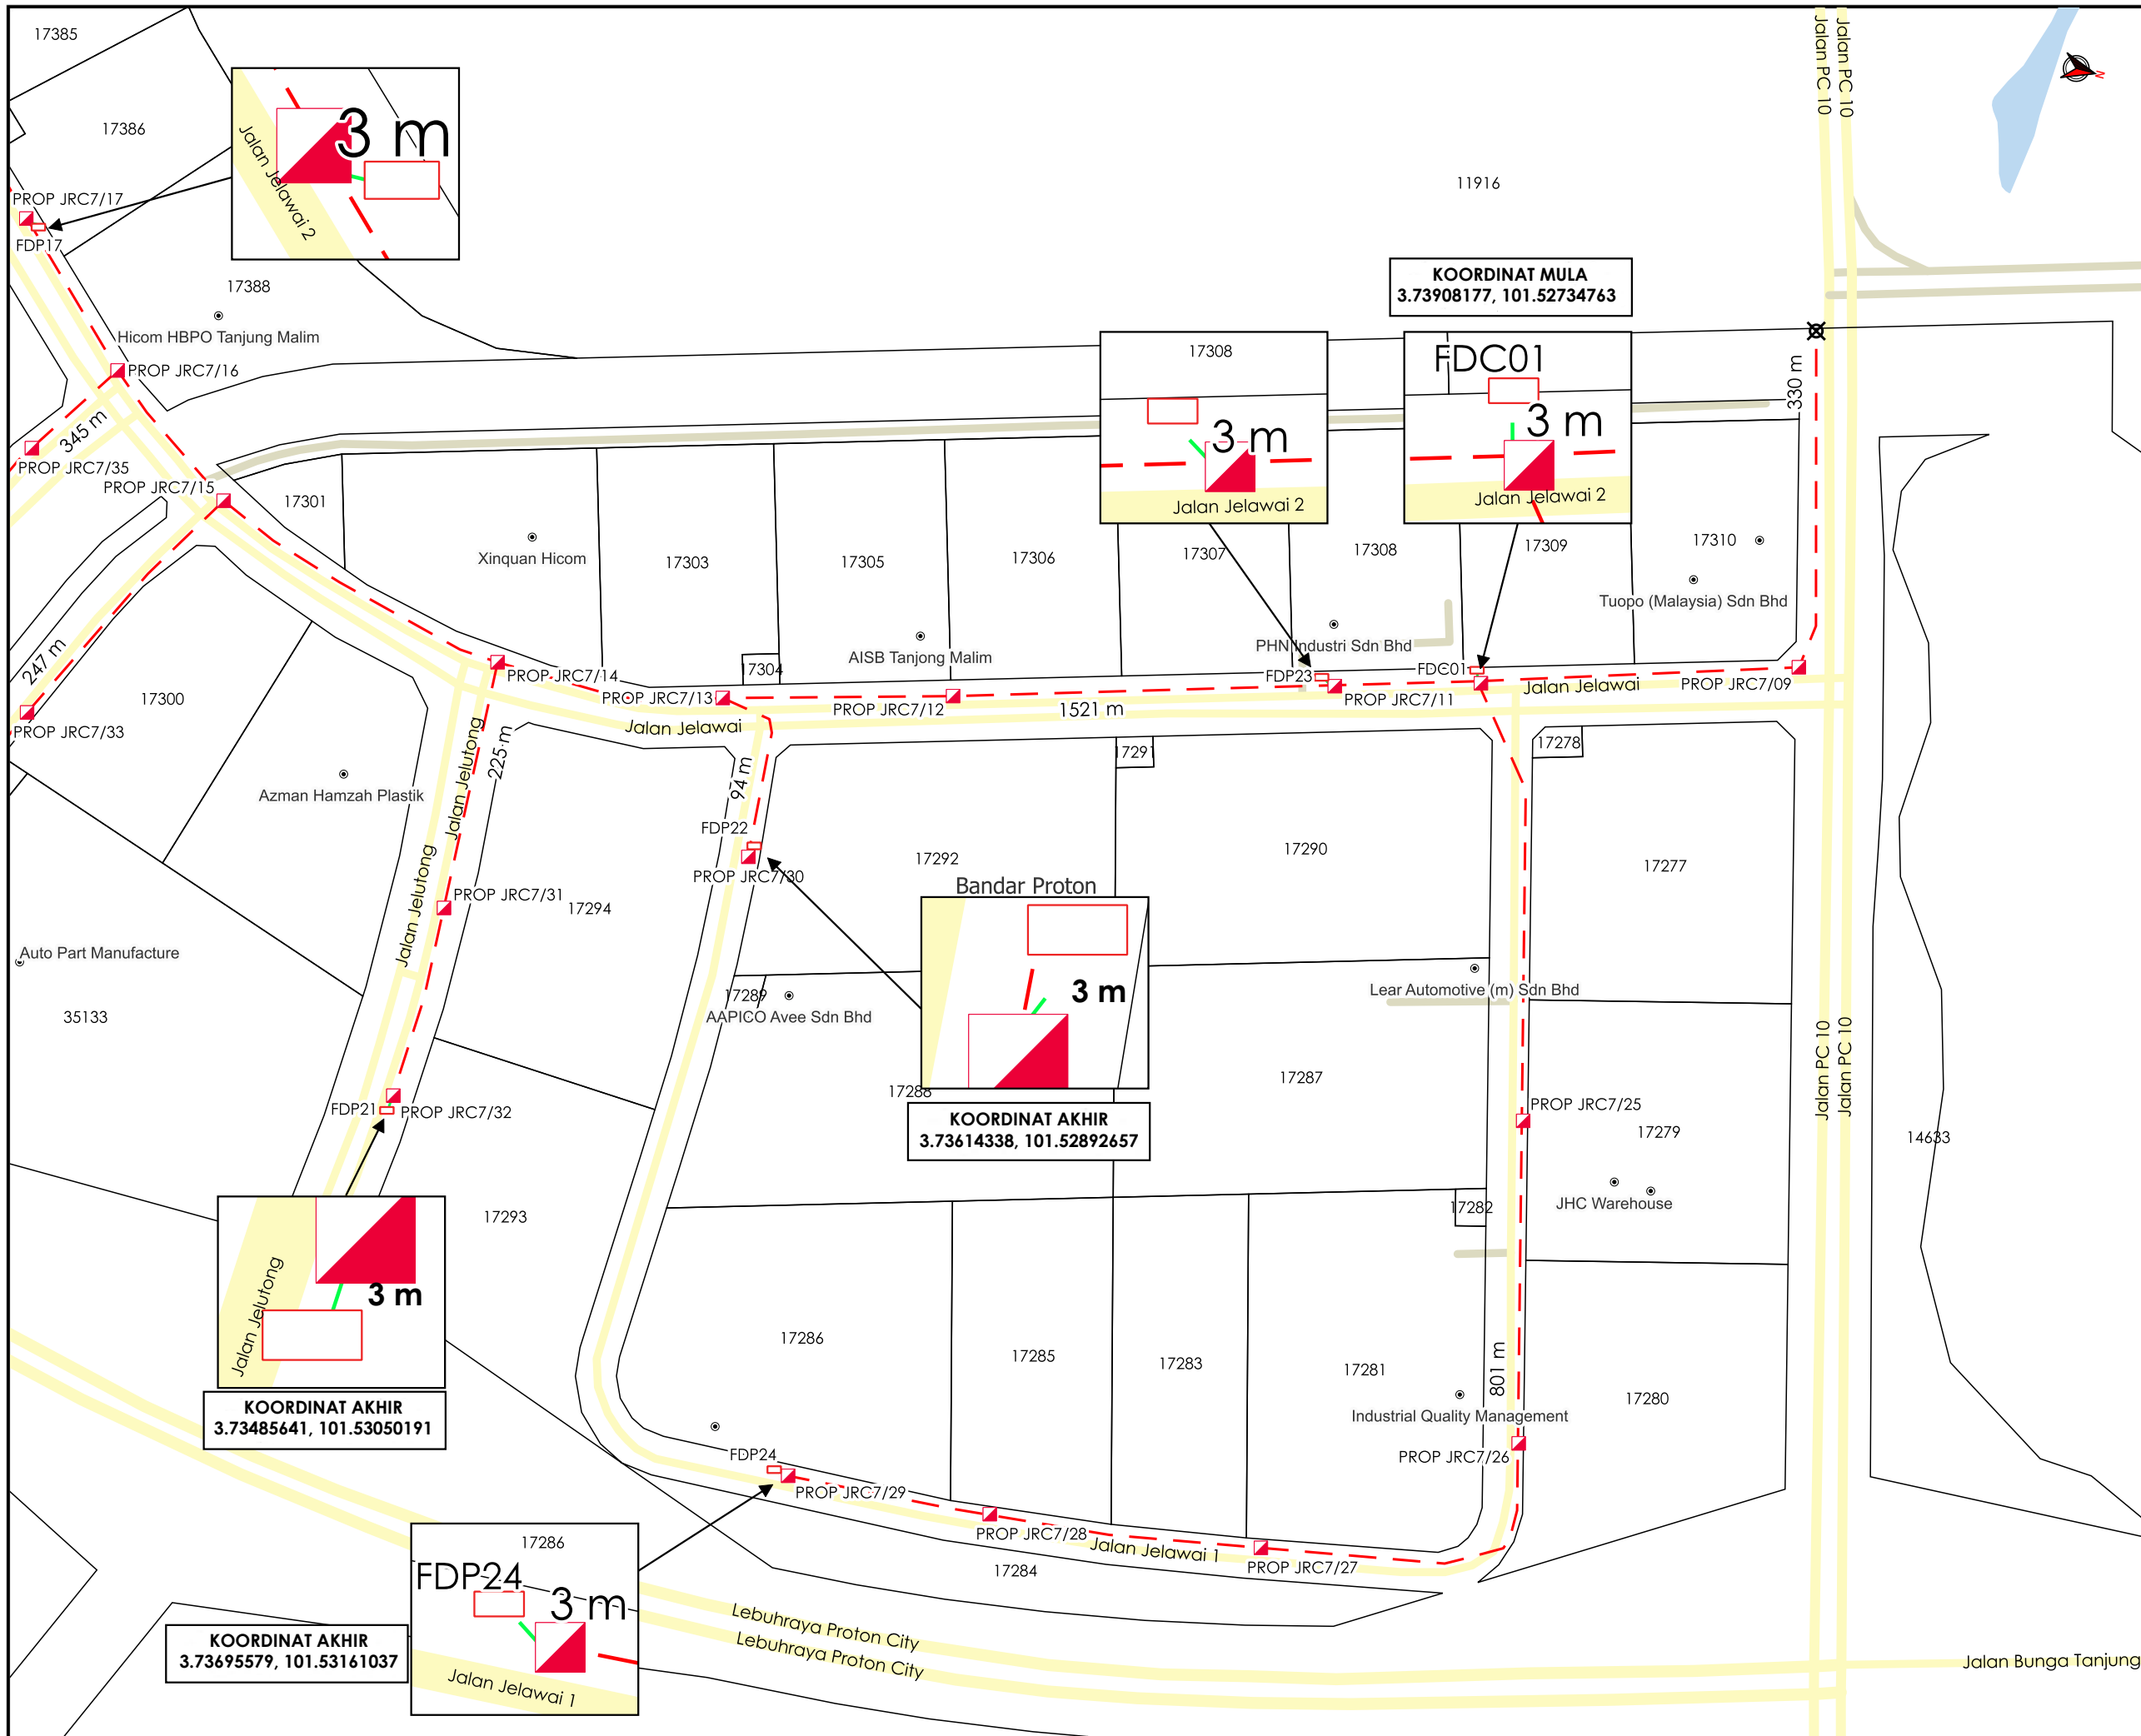 17385
Jalan PC 10
Jalan PC 10
N
17386
3 m
Jalan Jelawai 2
11916
PROP JRC7/17
FDP17
17388
Hicom HBPO Tanjung Malim
KOORDINAT MULA
3.73908177, 101.52734763
PROP JRC7/16
17308
3 m
Jalan Jelawai 2
FDC01
3 m
Jalan Jelawai 2
330 m
345 m
PROP JRC7/35
PROP JRC7/15
17301
Xinquan Hicom
17303
17305
17306
17307
17308
17309
17310
Tuopo (Malaysia) Sdn Bhd
PHN Industri Sdn Bhd
AISB Tanjong Malim
17304
247 m
17300
PROP JRC7/33
PROP JRC7/14
PROP JRC7/13
PROP JRC7/12
FDP23
PROP JRC7/11
FDC01
Jalan Jelawai
PROP JRC7/09
1521 m
Jalan Jelawai
Jalan Jelutong
225 m
94 m
17291
17278
Azman Hamzah Plastik
FDP22
PROP JRC7/30
17292
17290
17277
Bandar Proton
Jalan Jelutong
PROP JRC7/31
17294
Auto Part Manufacture
35133
17289
AAPICO Avee Sdn Bhd
3 m
Lear Automotive (m) Sdn Bhd
17288
17287
Jalan PC 10
Jalan PC 10
FDP21
PROP JRC7/32
KOORDINAT AKHIR
3.73614338, 101.52892657
PROP JRC7/25
17279
14633
17293
17282
JHC Warehouse
Jalan Jelutong
3 m
17286
17285
17283
17281
801 m
17280
KOORDINAT AKHIR
3.73485641, 101.53050191
Industrial Quality Management
FDP24
PROP JRC7/29
PROP JRC7/26
PROP JRC7/28
Jalan Jelawai 1
PROP JRC7/27
17284
17286
FDP24
3 m
Jalan Jelawai 1
KOORDINAT AKHIR
3.73695579, 101.53161037
Lebuhraya Proton City
Lebuhraya Proton City
Jalan Bunga Tanjung